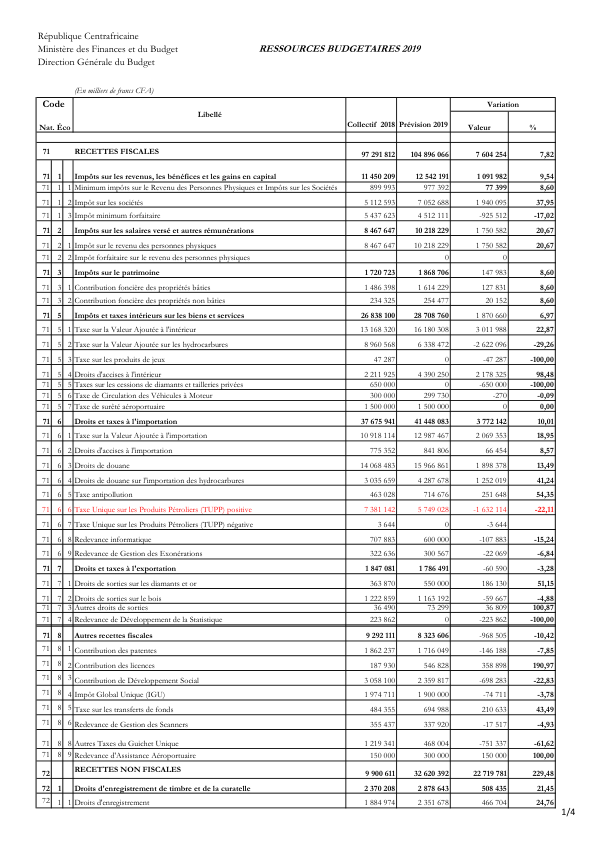 République Centrafricaine
Ministère des Finances et du Budget
RESSOURCES BUDGETAIRES 2019
Direction Générale du Budget
(En milliers de francs CFA)
Code Libellé Collectif 2018 Prévision 2019 Variation
Nat. Éco Valeur %
71 RECETTES FISCALES 97 291 812 104 896 066 7 604 254 7,82
71 1 Impôts sur les revenus, les bénéfices et les gains en capital 11 450 209 12 542 191 1 091 982 9,54
71 1 1 Minimum impôts sur le Revenu des Personnes Physiques et Impôts sur les Sociétés 899 993 977 392 77 399 8,60
71 1 2 Impôt sur les sociétés 5 112 593 7 052 688 1 940 095 37,95
71 1 3 Impôt minimum forfaitaire 5 437 623 4 512 111 -925 512 -17,02
71 2 Impôts sur les salaires versé et autres rémunérations 8 467 647 10 218 229 1 750 582 20,67
71 2 1 Impôt sur le revenu des personnes physiques 8 467 647 10 218 229 1 750 582 20,67
71 2 2 Impôt forfaitaire sur le revenu des personnes physiques 0 0
71 3 Impôts sur le patrimoine 1 720 723 1 868 706 147 983 8,60
71 3 1 Contribution foncière des propriétés bâties 1 486 398 1 614 229 127 831 8,60
71 3 2 Contribution foncière des propriétés non bâties 234 325 254 477 20 152 8,60
71 5 Impôts et taxes intérieurs sur les biens et services 26 838 100 28 708 760 1 870 660 6,97
71 5 1 Taxe sur la Valeur Ajoutée à l'intérieur 13 168 320 16 180 308 3 011 988 22,87
71 5 2 Taxe sur la Valeur Ajoutée sur les hydrocarbures 8 960 568 6 338 472 -2 622 096 -29,26
71 5 3 Taxe sur les produits de jeux 47 287 0 -47 287 -100,00
71 5 4 Droits d'accises à l'intérieur 2 211 925 4 390 250 2 178 325 98,48
71 5 5 Taxes sur les cessions de diamants et tailleries privées 650 000 0 -650 000 -100,00
71 5 6 Taxe de Circulation des Véhicules à Moteur 300 000 299 730 -270 -0,09
71 5 7 Taxe de sureté aéroportuaire 1 500 000 1 500 000 0 0,00
71 6 Droits et taxes à l'importation 37 675 941 41 448 083 3 772 142 10,01
71 6 1 Taxe sur la Valeur Ajoutée à l'importation 10 918 114 12 987 467 2 069 353 18,95
71 6 2 Droits d'accises à l'importation 775 352 841 806 66 454 8,57
71 6 3 Droits de douane 14 068 483 15 966 861 1 898 378 13,49
71 6 4 Droits de douane sur l'importation des hydrocarbures 3 035 659 4 287 678 1 252 019 41,24
71 6 5 Taxe antipollution 463 028 714 676 251 648 54,35
71 6 6 Taxe Unique sur les Produits Pétroliers (TUPP) positive 7 381 142 5 749 028 -1 632 114 -22,11
71 6 7 Taxe Unique sur les Produits Pétroliers (TUPP) négative 3 644 0 -3 644
71 6 8 Redevance informatique 707 883 600 000 -107 883 -15,24
71 6 9 Redevance de Gestion des Exonérations 322 636 300 567 -22 069 -6,84
71 7 Droits et taxes à l'exportation 1 847 081 1 786 491 -60 590 -3,28
71 7 1 Droits de sorties sur les diamants et or 363 870 550 000 186 130 51,15
71 7 2 Droits de sorties sur le bois 1 222 859 1 163 192 -59 667 -4,88
71 7 3 Autres droits de sorties 36 490 73 299 36 809 100,87
71 7 4 Redevance de Développement de la Statistique 223 862 0 -223 862 -100,00
71 8 Autres recettes fiscales 9 292 111 8 323 606 -968 505 -10,42
71 8 1 Contribution des patentes 1 862 237 1 716 049 -146 188 -7,85
71 8 2 Contribution des licences 187 930 546 828 358 898 190,97
71 8 3 Contribution de Développement Social 3 058 100 2 359 817 -698 283 -22,83
71 8 4 Impôt Global Unique (IGU) 1 974 711 1 900 000 -74 711 -3,78
71 8 5 Taxe sur les transferts de fonds 484 355 694 988 210 633 43,49
71 8 6 Redevance de Gestion des Scanners 355 437 337 920 -17 517 -4,93
71 8 8 Autres Taxes du Guichet Unique 1 219 341 468 004 -751 337 -61,62
71 8 9 Redevance d'Assistance Aéroportuaire 150 000 300 000 150 000 100,00
72 RECETTES NON FISCALES 9 900 611 32 620 392 22 719 781 229,48
72 1 Droits d'enregistrement de timbre et de la curatelle 2 370 208 2 878 643 508 435 21,45
72 1 1 Droits d'enregistrement 1 884 974 2 351 678 466 704 24,76
1/4